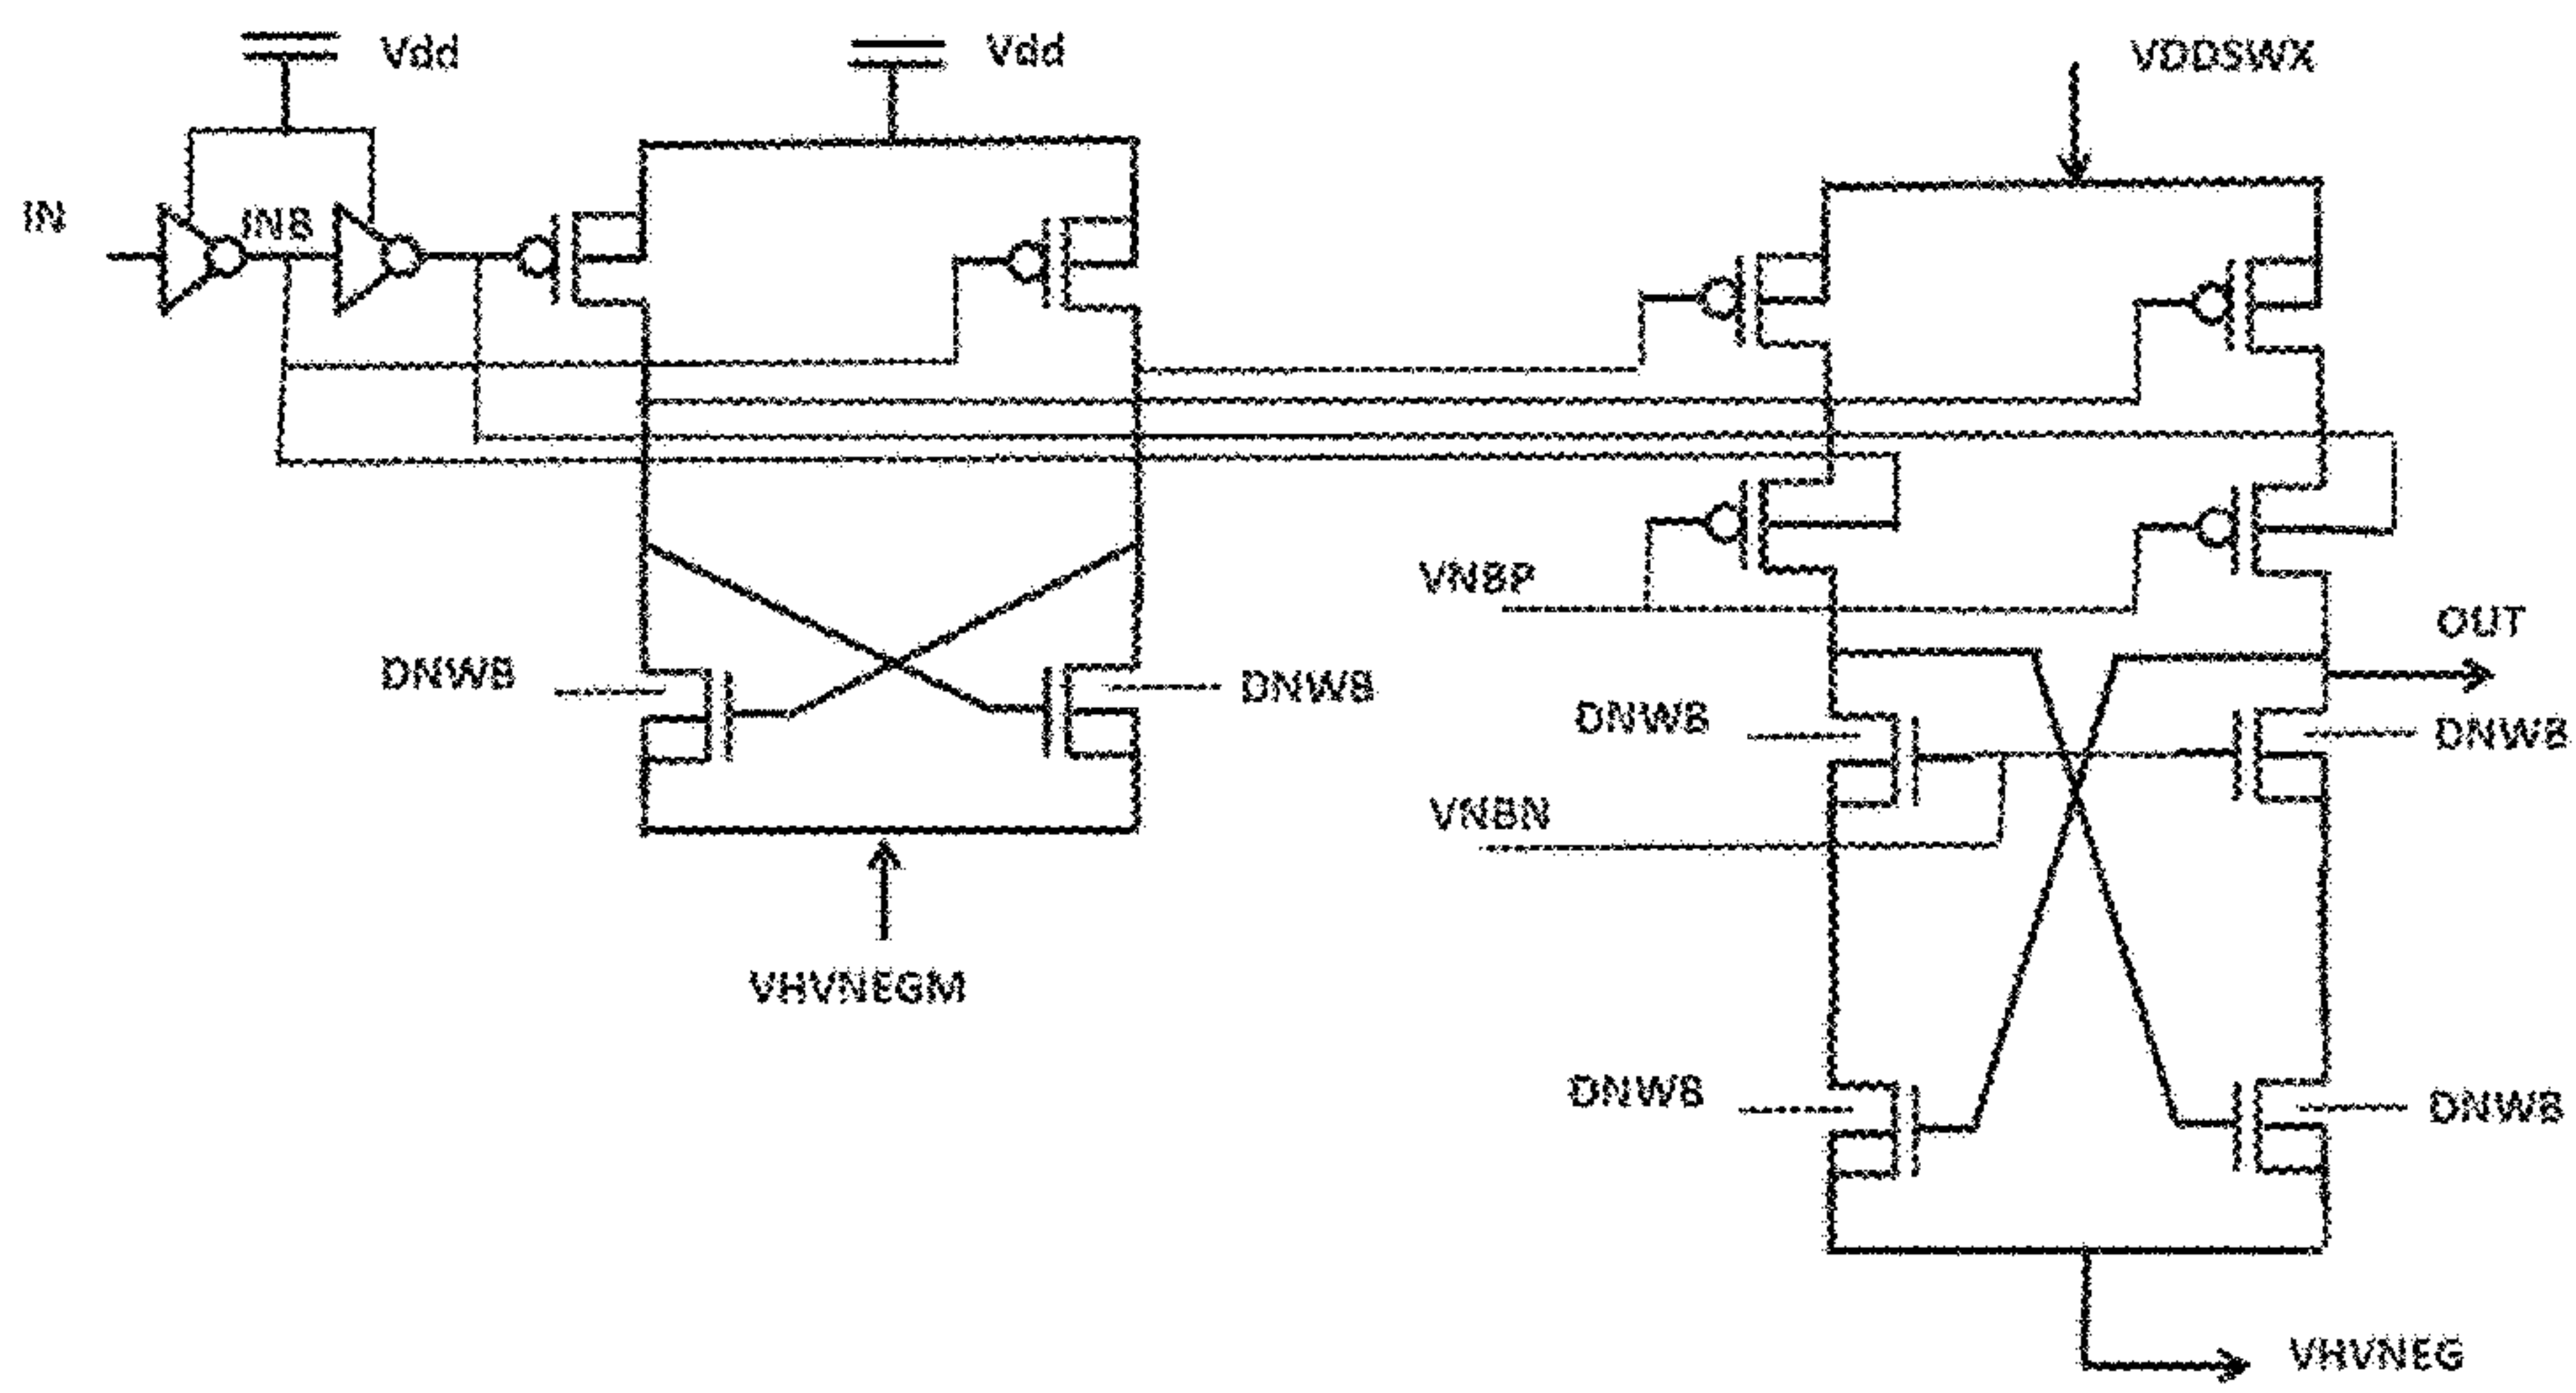 Vdd
Vdd
VDDSWX
IN
INB
VNBP
OUT
DNWB
DNWB
DNWB
DNWB
VNBN
VHVNEGM
DNWB
DNWB
VHVNEG